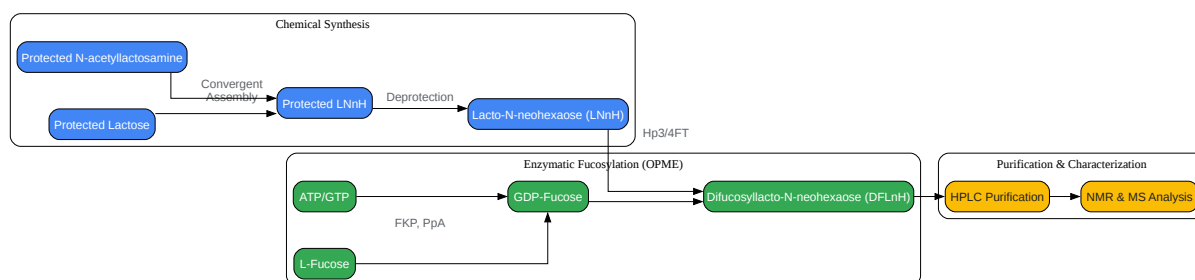 Chemical Synthesis
Protected N-acetyllactosamine
Convergent
Assembly
Protected LNnH
Deprotection
Protected Lactose
Lacto-N-neohexaose (LNnH)
Hp3/4FT
Enzymatic Fucosylation (OPME)
ATP/GTP
GDP-Fucose
Difucosyllacto-N-neohexaose (DFLnH)
FKP, PpA
L-Fucose
Purification & Characterization
HPLC Purification
NMR & MS Analysis